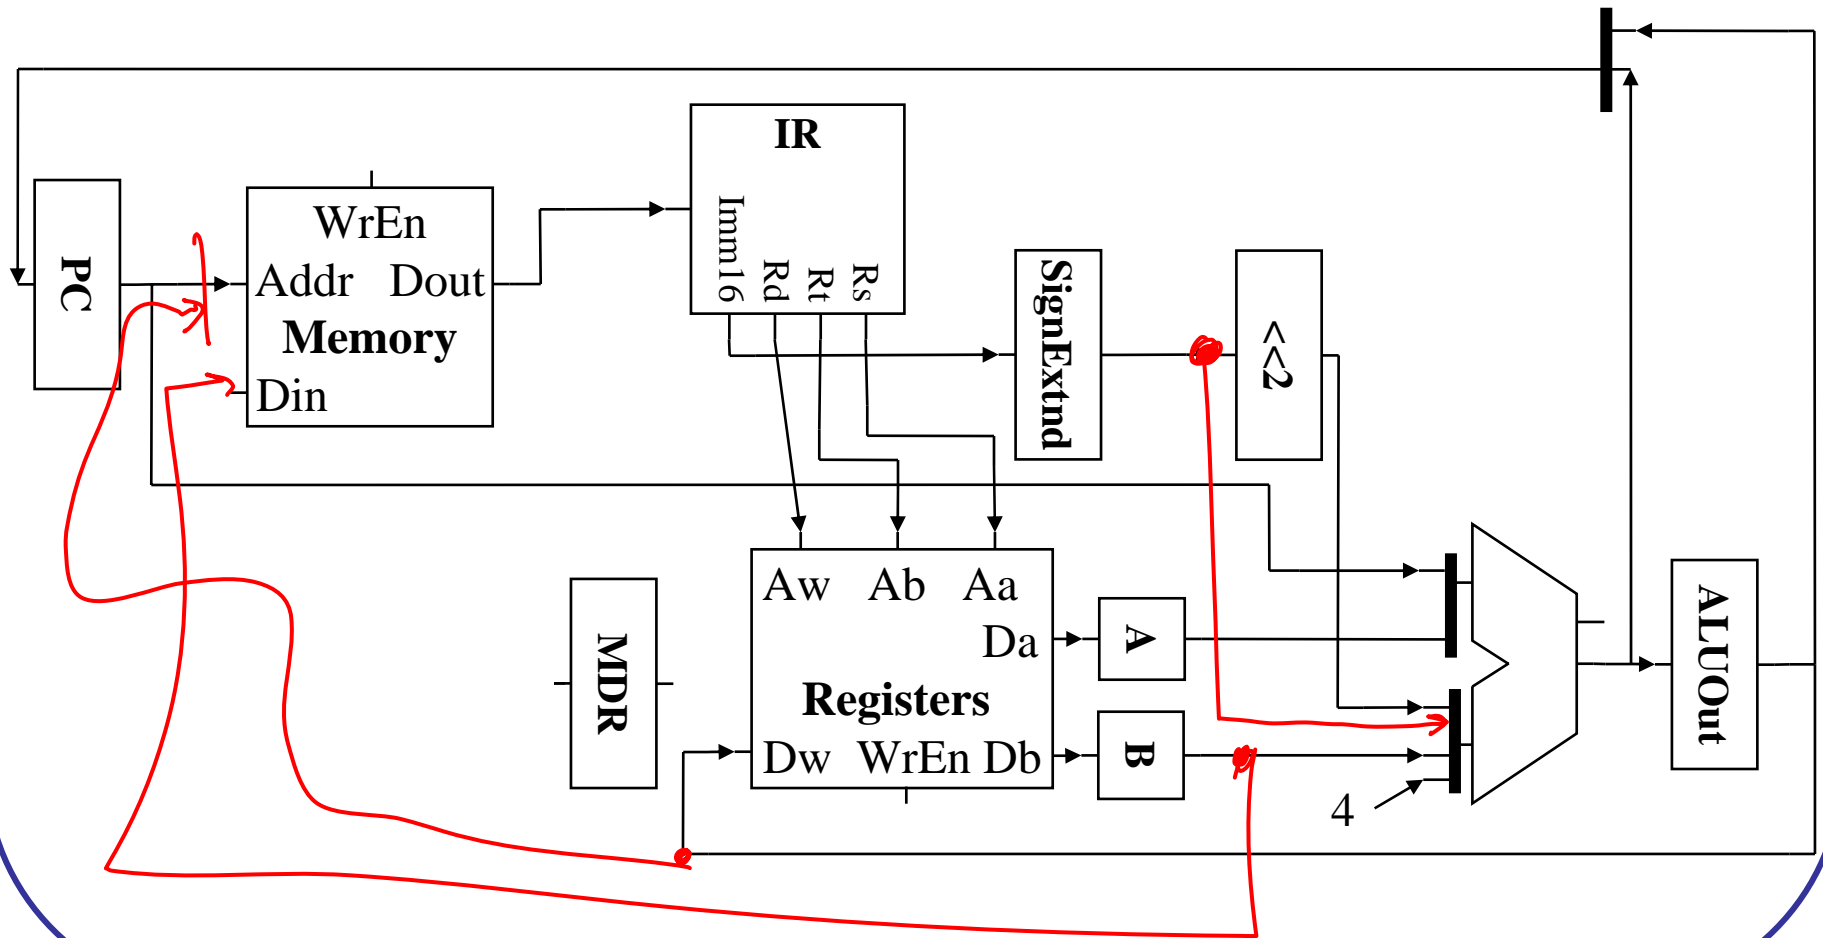 IR
Imm16
Rd
Rt
Rs
PC
WrEn
Addr Dout
Memory
Din
SignExtnd
<<2
MDR
Aw Ab Aa
Da
Registers
Dw WrEn Db
A
B
4
ALUOut